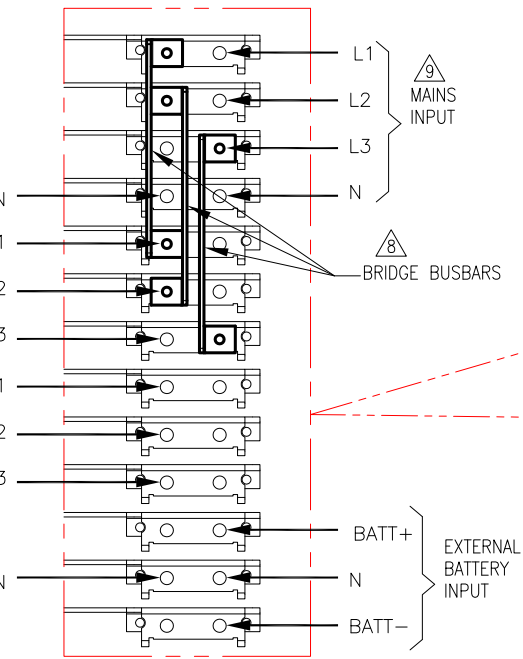 L1
9
MAINS
INPUT
L2
L3
N
N
1
8
BRIDGE BUSBARS
2
3
1
2
3
BATT+
EXTERNAL
BATTERY
INPUT
N
N
BATT-